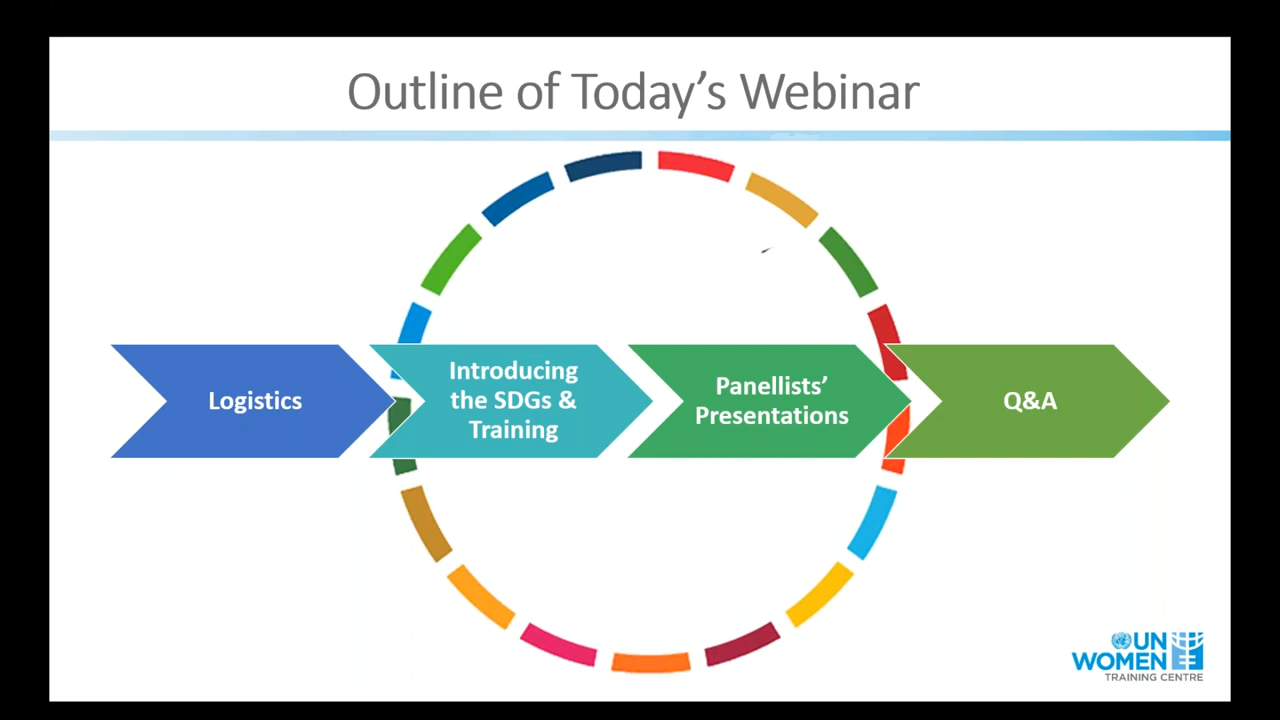 Outline of Today’s Webinar
Logistics
Introducing
the SDGs &
Training
Panellists’
Presentations
Q&A
UN
WOMEN
TRAINING CENTRE